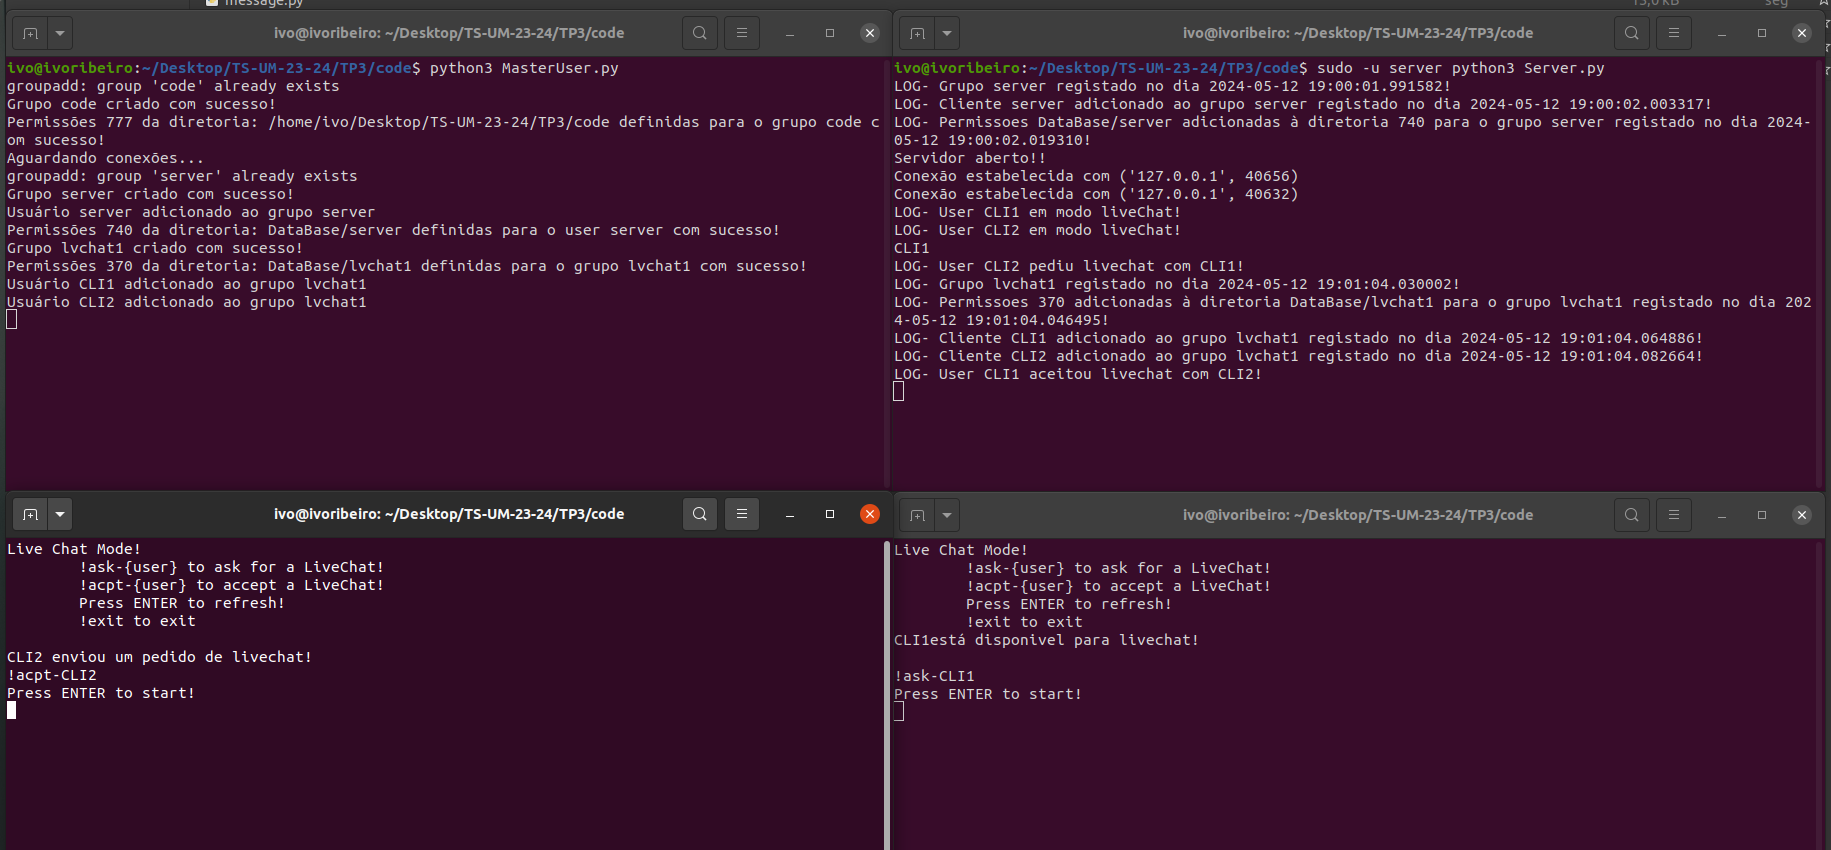 message.py
13,0 kB seg
ivo@ivoribeiro: ~/Desktop/TS-UM-23-24/TP3/code
ivo@ivoribeiro:~/Desktop/TS-UM-23-24/TP3/code$ python3 MasterUser.py
groupadd: group 'code' already exists
Grupo code criado com sucesso!
Permissões 777 da diretoria: /home/ivo/Desktop/TS-UM-23-24/TP3/code definidas para o grupo code c
om sucesso!
Aguardando conexões...
groupadd: group 'server' already exists
Grupo server criado com sucesso!
Usuário server adicionado ao grupo server
Permissões 740 da diretoria: DataBase/server definidas para o user server com sucesso!
Grupo lvchat1 criado com sucesso!
Permissões 370 da diretoria: DataBase/lvchat1 definidas para o grupo lvchat1 com sucesso!
Usuário CLI1 adicionado ao grupo lvchat1
Usuário CLI2 adicionado ao grupo lvchat1
ivo@ivoribeiro: ~/Desktop/TS-UM-23-24/TP3/code
ivo@ivoribeiro:~/Desktop/TS-UM-23-24/TP3/code$ sudo -u server python3 Server.py
LOG- Grupo server registado no dia 2024-05-12 19:00:01.991582!
LOG- Cliente server adicionado ao grupo server registado no dia 2024-05-12 19:00:02.003317!
LOG- Permissoes DataBase/server adicionadas à diretoria 740 para o grupo server registado no dia 2024-
05-12 19:00:02.019310!
Servidor aberto!!
Conexão estabelecida com ('127.0.0.1', 40656)
Conexão estabelecida com ('127.0.0.1', 40632)
LOG- User CLI1 em modo liveChat!
LOG- User CLI2 em modo liveChat!
CLI1
LOG- User CLI2 pediu livechat com CLI1!
LOG- Grupo lvchat1 registado no dia 2024-05-12 19:01:04.030002!
LOG- Permissoes 370 adicionadas à diretoria DataBase/lvchat1 para o grupo lvchat1 registado no dia 202
4-05-12 19:01:04.046495!
LOG- Cliente CLI1 adicionado ao grupo lvchat1 registado no dia 2024-05-12 19:01:04.064886!
LOG- Cliente CLI2 adicionado ao grupo lvchat1 registado no dia 2024-05-12 19:01:04.082664!
LOG- User CLI1 aceitou livechat com CLI2!
ivo@ivoribeiro: ~/Desktop/TS-UM-23-24/TP3/code
Live Chat Mode!
!ask-{user} to ask for a LiveChat!
!acpt-{user} to accept a LiveChat!
Press ENTER to refresh!
!exit to exit
CLI2 enviou um pedido de livechat!
!acpt-CLI2
Press ENTER to start!
ivo@ivoribeiro: ~/Desktop/TS-UM-23-24/TP3/code
Live Chat Mode!
!ask-{user} to ask for a LiveChat!
!acpt-{user} to accept a LiveChat!
Press ENTER to refresh!
!exit to exit
CLI1está disponivel para livechat!
!ask-CLI1
Press ENTER to start!